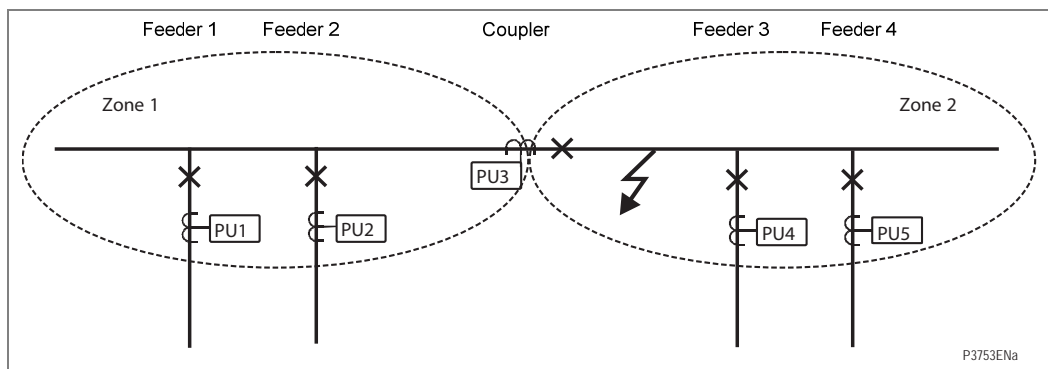 Feeder 1 Feeder 2 Coupler Feeder 3 Feeder 4
Zone 1 Zone 2
PU3
PU1 PU2 PU4 PU5
P3753ENa